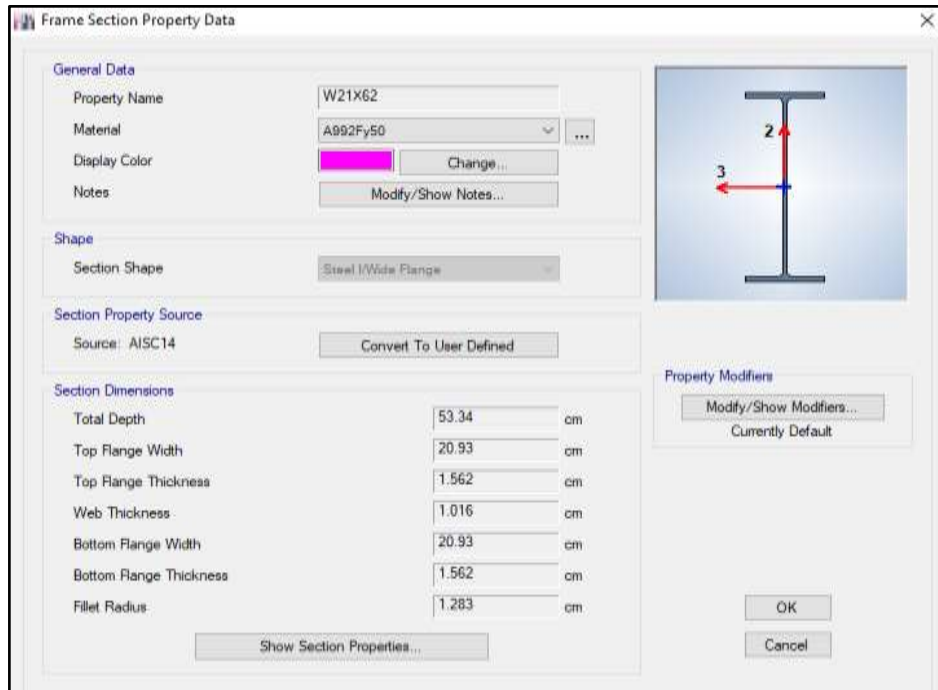 Frame Section Property Data
General Data
Property Name W21X62
Material A992Fy50 ...
Display Color Change...
Notes Modify/Show Notes...
2
3
Shape
Section Shape Steel I/Wide Flange
Section Property Source
Source: AISC14 Convert To User Defined
Section Dimensions
Total Depth 53.34 cm
Top Flange Width 20.93 cm
Top Flange Thickness 1.562 cm
Web Thickness 1.016 cm
Bottom Flange Width 20.93 cm
Bottom Flange Thickness 1.562 cm
Fillet Radius 1.283 cm
Show Section Properties...
Property Modifiers
Modify/Show Modifiers...
Currently Default
OK
Cancel